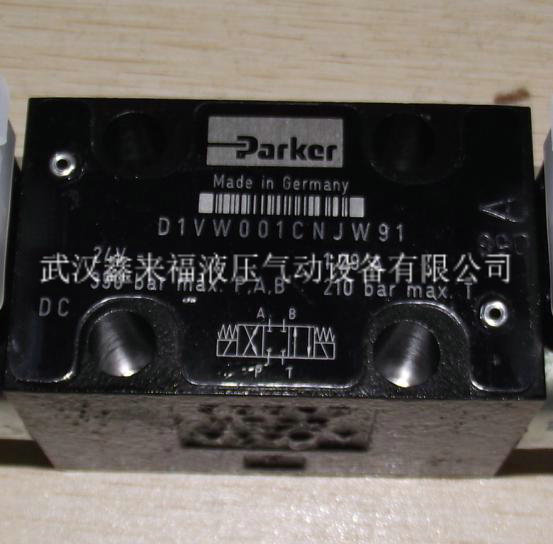 Parker
Made in Germany
D1VW001CNJW91
24V
武汉鑫来福液压气动设备有限公司
350 bar max. P,A,B 210 bar max. T
DC
A
A B
P T